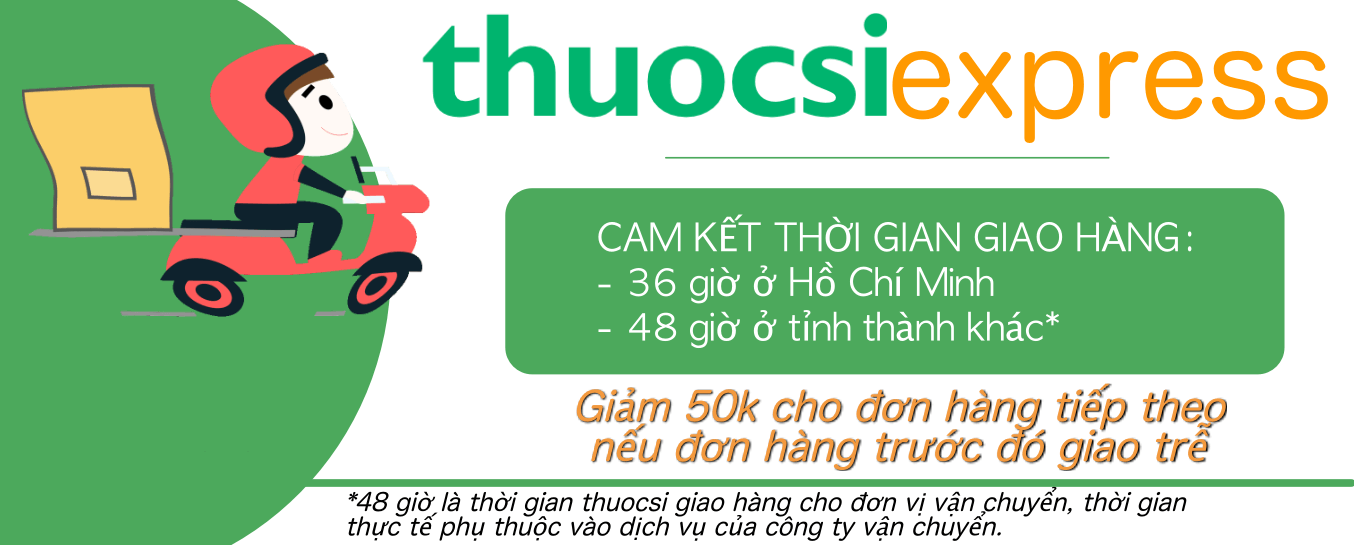 thuocsiexpress
CAM KẾT THỜI GIAN GIAO HÀNG:
- 36 giờ ở Hồ Chí Minh
- 48 giờ ở tỉnh thành khác*
Giảm 50k cho đơn hàng tiếp theo
nếu đơn hàng trước đó giao trễ
*48 giờ là thời gian thuocsi giao hàng cho đơn vị vận chuyển, thời gian
thực tế phụ thuộc vào dịch vụ của công ty vận chuyển.